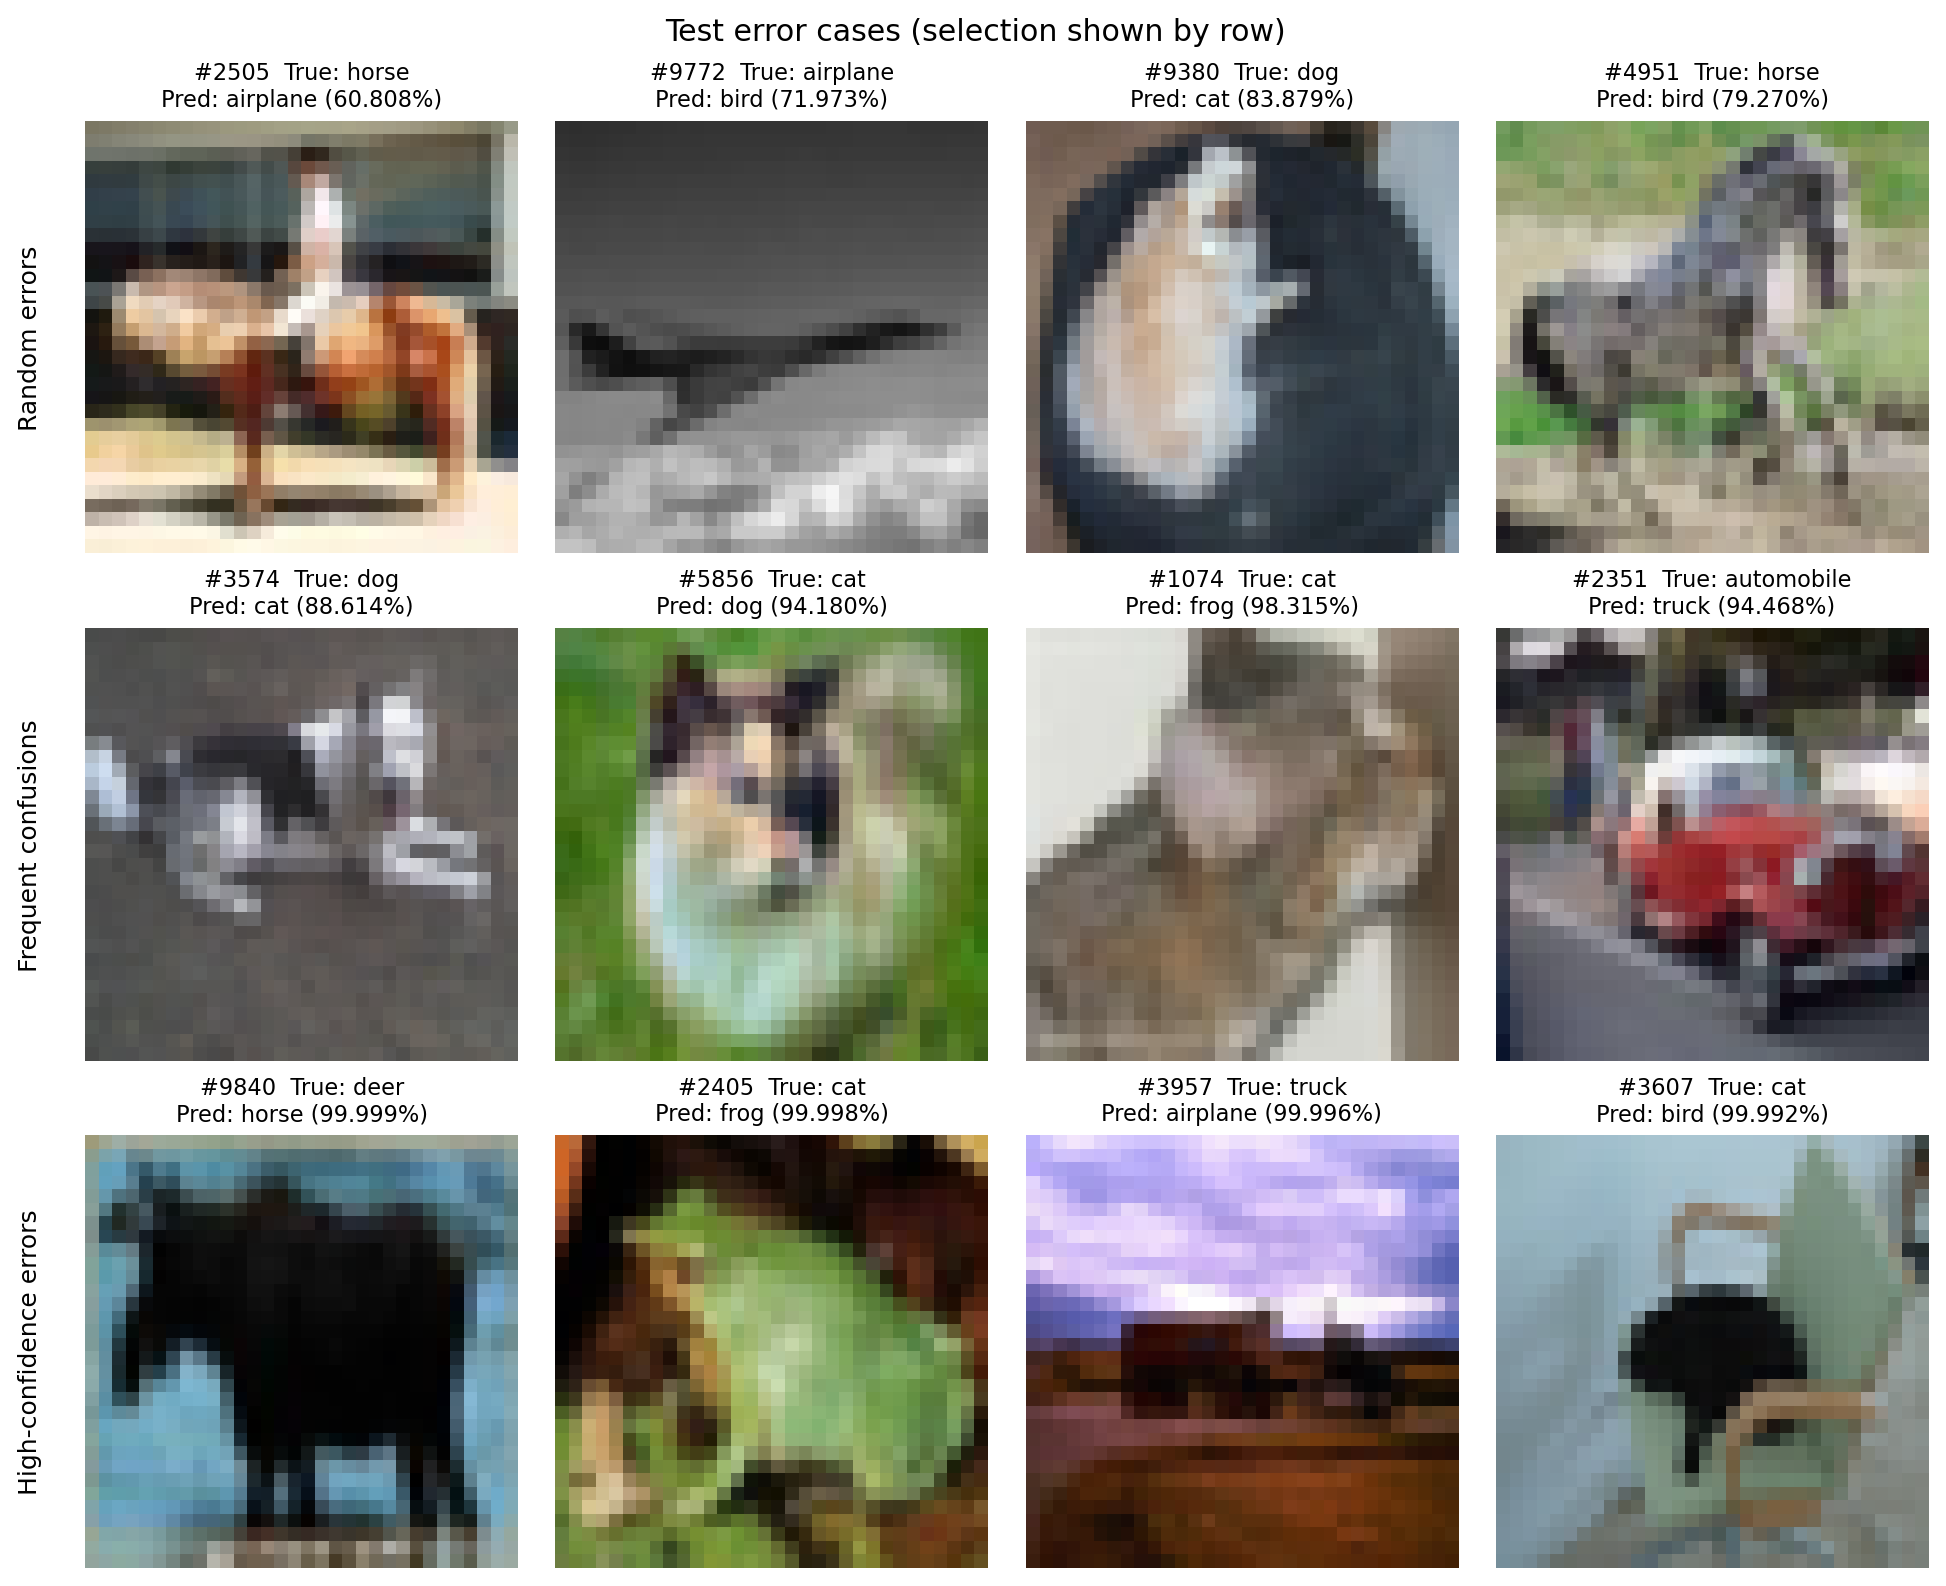 Test error cases (selection shown by row)
#2505  True: horse
Pred: airplane (60.808%)
#9772  True: airplane
Pred: bird (71.973%)
#9380  True: dog
Pred: cat (83.879%)
#4951  True: horse
Pred: bird (79.270%)
Random errors
#3574  True: dog
Pred: cat (88.614%)
#5856  True: cat
Pred: dog (94.180%)
#1074  True: cat
Pred: frog (98.315%)
#2351  True: automobile
Pred: truck (94.468%)
Frequent confusions
#9840  True: deer
Pred: horse (99.999%)
#2405  True: cat
Pred: frog (99.998%)
#3957  True: truck
Pred: airplane (99.996%)
#3607  True: cat
Pred: bird (99.992%)
High-confidence errors